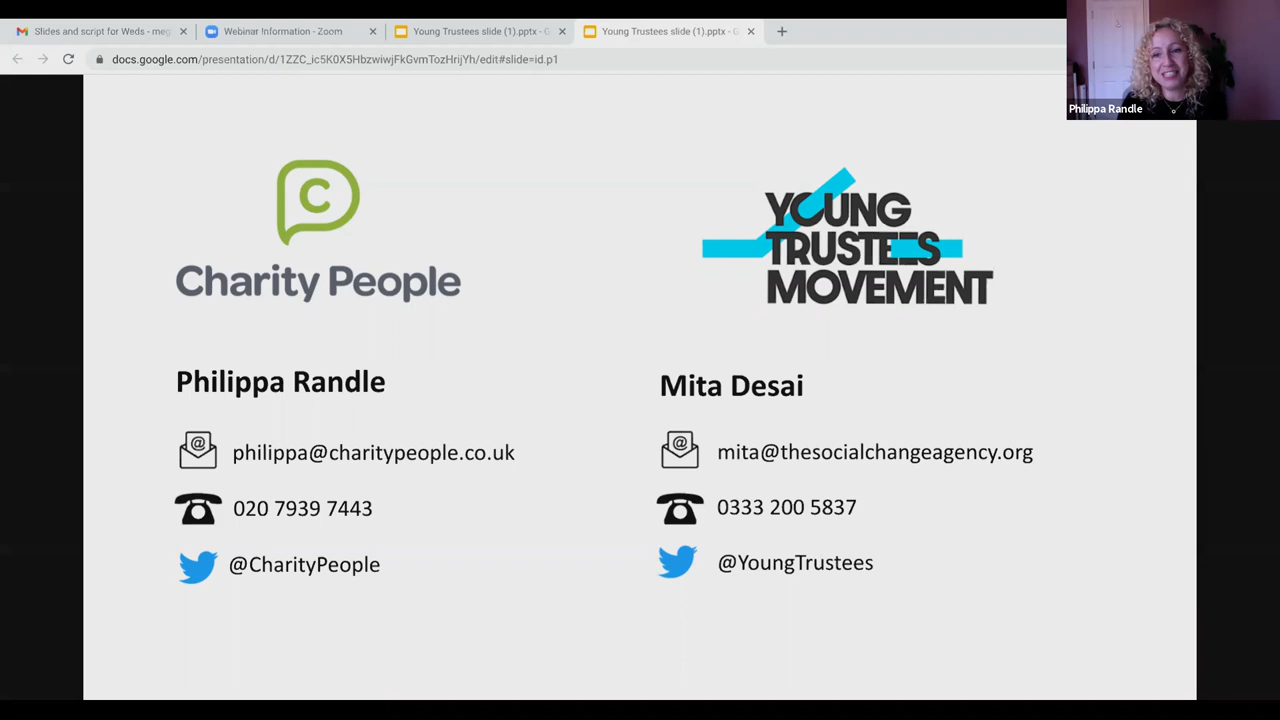 Slides and script for Weds - meg
Webinar Information - Zoom
Young Trustees slide (1).pptx - G
Young Trustees slide (1).pptx - G
docs.google.com/presentation/d/1ZZC_ic5K0X5HbzwiwjFkGvmTozHrijYh/edit#slide=id.p1
Philippa Randle
C
Charity People
YOUNG
TRUSTEES
MOVEMENT
Philippa Randle
@
philippa@charitypeople.co.uk
020 7939 7443
@CharityPeople
Mita Desai
@
mita@thesocialchangeagency.org
0333 200 5837
@YoungTrustees